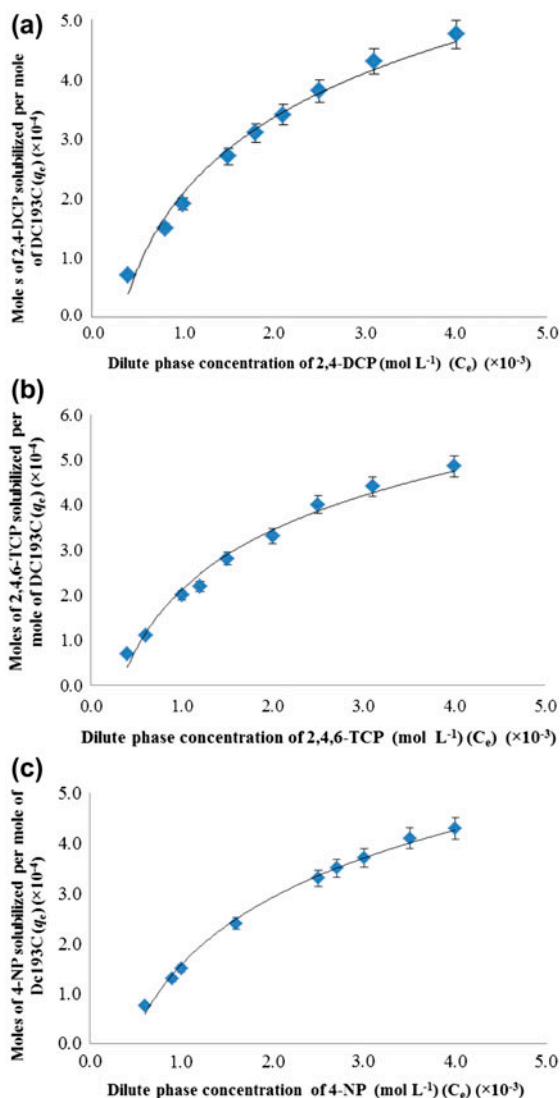 (a)
Mole s of 2,4-DCP solubilized per mole
of DC193C (qₑ) (×10⁻⁴)
5.0
4.0
3.0
2.0
1.0
0.0
0.0 1.0 2.0 3.0 4.0 5.0
Dilute phase concentration of 2,4-DCP (mol L⁻¹) (Cₑ) (×10⁻³)
(b)
Moles of 2,4,6-TCP solubilized per
mole of DC193C (qₑ) (×10⁻⁴)
6.0
5.0
4.0
3.0
2.0
1.0
0.0
0.0 1.0 2.0 3.0 4.0 5.0
Dilute phase concentration of 2,4,6-TCP (mol L⁻¹) (Cₑ) (×10⁻³)
(c)
Moles of 4-NP solubilized per mole of
Dc193C (qₑ) (×10⁻⁴)
5.0
4.0
3.0
2.0
1.0
0.0
0.0 1.0 2.0 3.0 4.0 5.0
Dilute phase concentration of 4-NP (mol L⁻¹) (Cₑ) (×10⁻³)